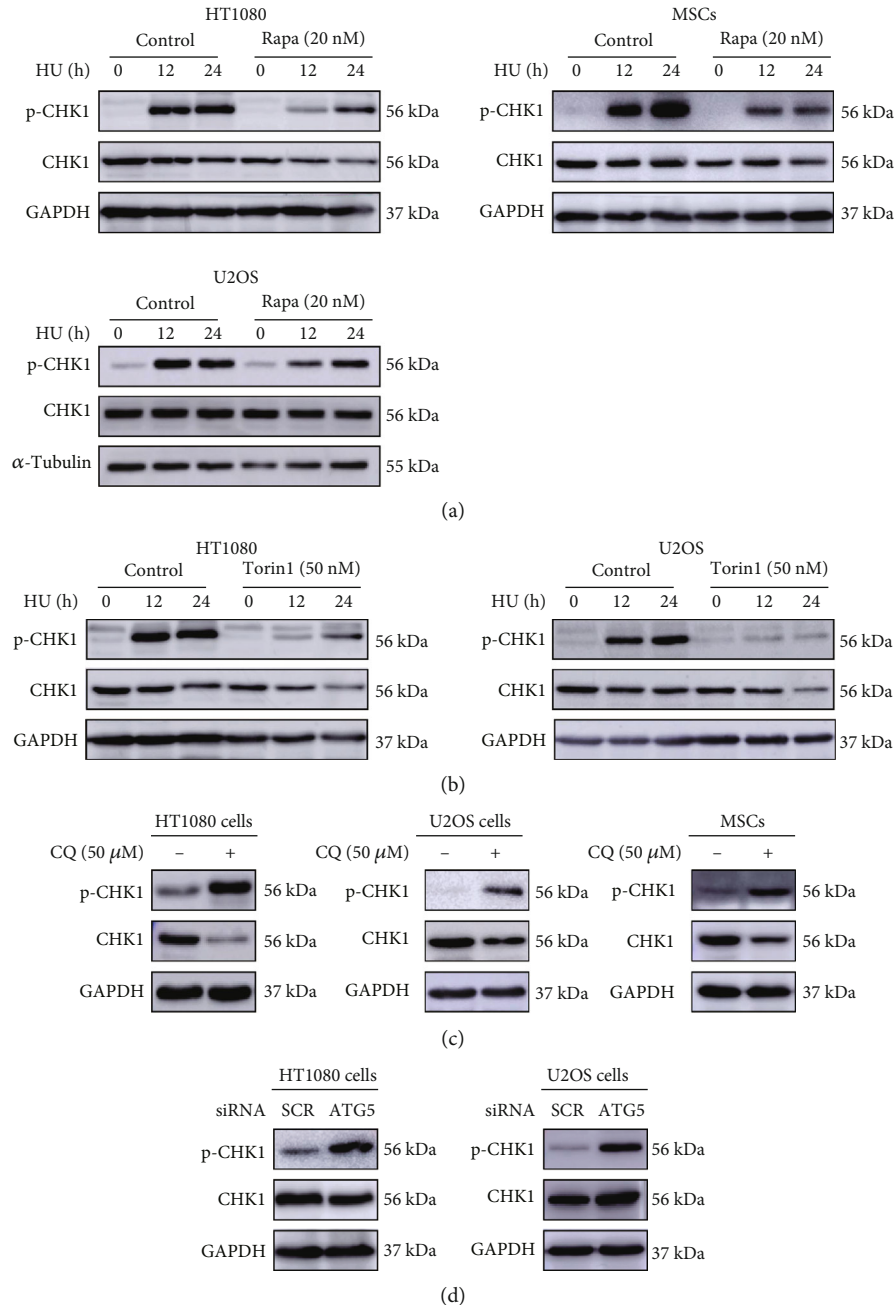 HT1080
Control Rapa (20 nM)
HU (h) 0 12 24 0 12 24
p-CHK1 56 kDa
CHK1 56 kDa
GAPDH 37 kDa
MSCs
Control Rapa (20 nM)
HU (h) 0 12 24 0 12 24
p-CHK1 56 kDa
CHK1 56 kDa
GAPDH 37 kDa
U2OS
Control Rapa (20 nM)
HU (h) 0 12 24 0 12 24
p-CHK1 56 kDa
CHK1 56 kDa
α-Tubulin 55 kDa
(a)
HT1080
Control Torin1 (50 nM)
HU (h) 0 12 24 0 12 24
p-CHK1 56 kDa
CHK1 56 kDa
GAPDH 37 kDa
U2OS
Control Torin1 (50 nM)
HU (h) 0 12 24 0 12 24
p-CHK1 56 kDa
CHK1 56 kDa
GAPDH 37 kDa
(b)
HT1080 cells
CQ (50 μM) – +
p-CHK1 56 kDa
CHK1 56 kDa
GAPDH 37 kDa
U2OS cells
CQ (50 μM) – +
p-CHK1 56 kDa
CHK1 56 kDa
GAPDH 37 kDa
MSCs
CQ (50 μM) – +
p-CHK1 56 kDa
CHK1 56 kDa
GAPDH 37 kDa
(c)
HT1080 cells
siRNA SCR ATG5
p-CHK1 56 kDa
CHK1 56 kDa
GAPDH 37 kDa
U2OS cells
siRNA SCR ATG5
p-CHK1 56 kDa
CHK1 56 kDa
GAPDH 37 kDa
(d)